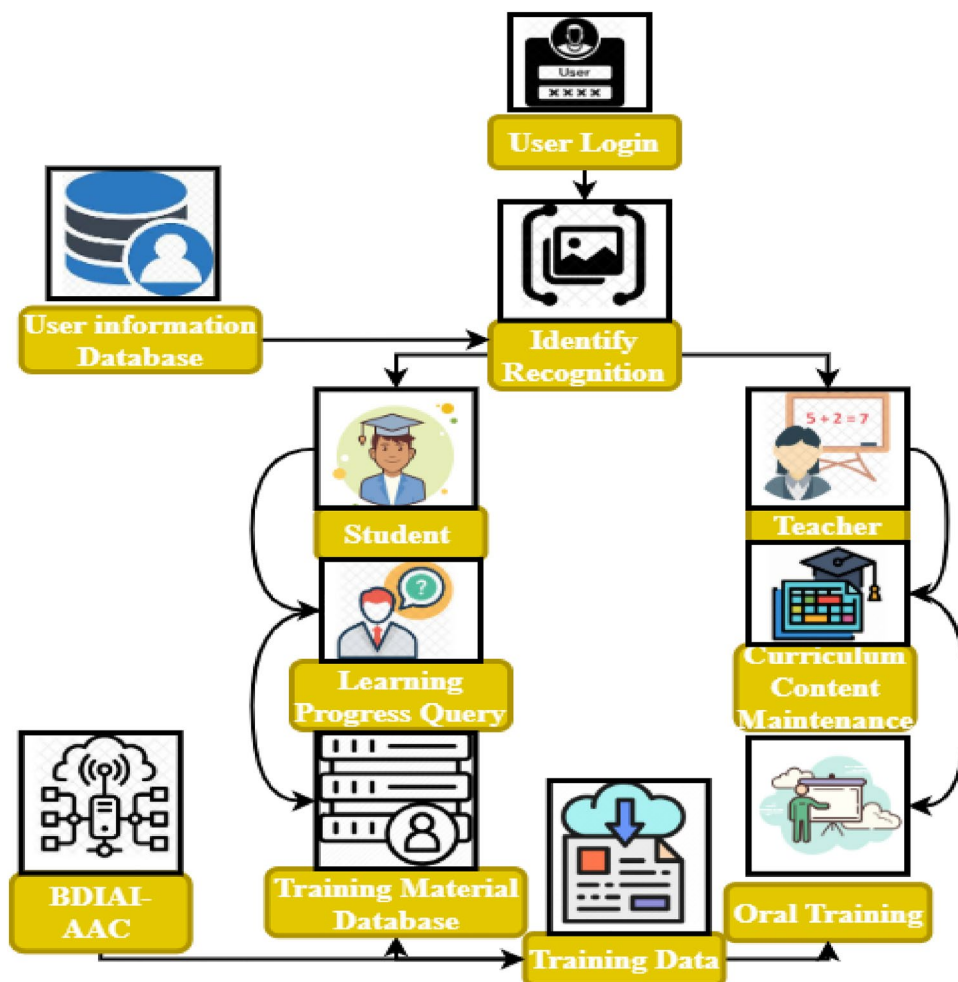 User
××××
User Login
User information
Database
Identify
Recognition
5 + 2 = 7
Student
Teacher
?
Learning
Progress Query
Curriculum
Content
Maintenance
BDIAI-
AAC
Training Material
Database
Training Data
Oral Training